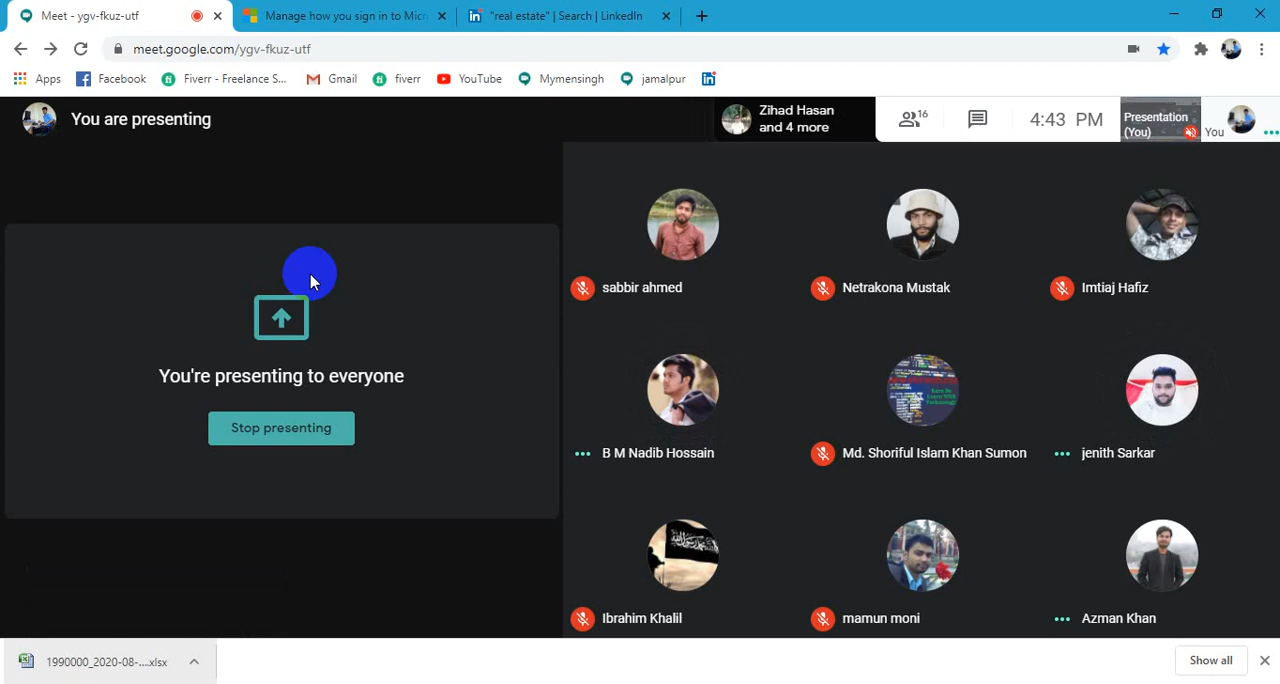 Meet - ygv-fkuz-utf
Manage how you sign in to Micr
"real estate" | Search | LinkedIn
meet.google.com/ygv-fkuz-utf
Apps
Facebook
Fiverr - Freelance S...
Gmail
fiverr
YouTube
Mymensingh
jamalpur
You are presenting
Zihad Hasan
and 4 more
16
4:43 PM
Presentation
(You)
You
sabbir ahmed
Netrakona Mustak
Imtiaj Hafiz
You're presenting to everyone
Stop presenting
B M Nadib Hossain
Md. Shoriful Islam Khan Sumon
jenith Sarkar
Ibrahim Khalil
mamun moni
Azman Khan
1990000_2020-08-....xlsx
Show all